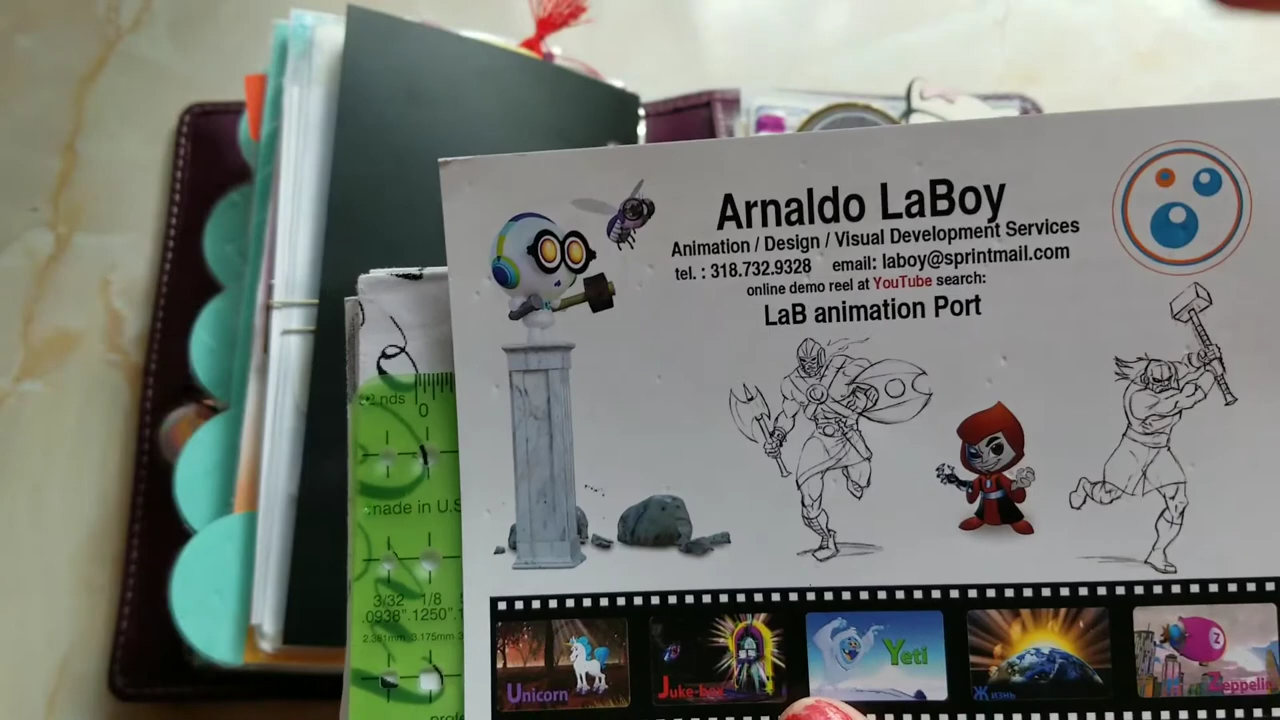 Arnaldo LaBoy
Animation / Design / Visual Development Services
tel. : 318.732.9328 email: laboy@sprintmail.com
online demo reel at YouTube search:
LaB animation Port
32 nds
0
made in U.S
3/32 1/8
.0938" .1250"
2.381mm 3.175mm
Unicorn
Juke-box
Yeti
Жизнь
Z
Zeppelin